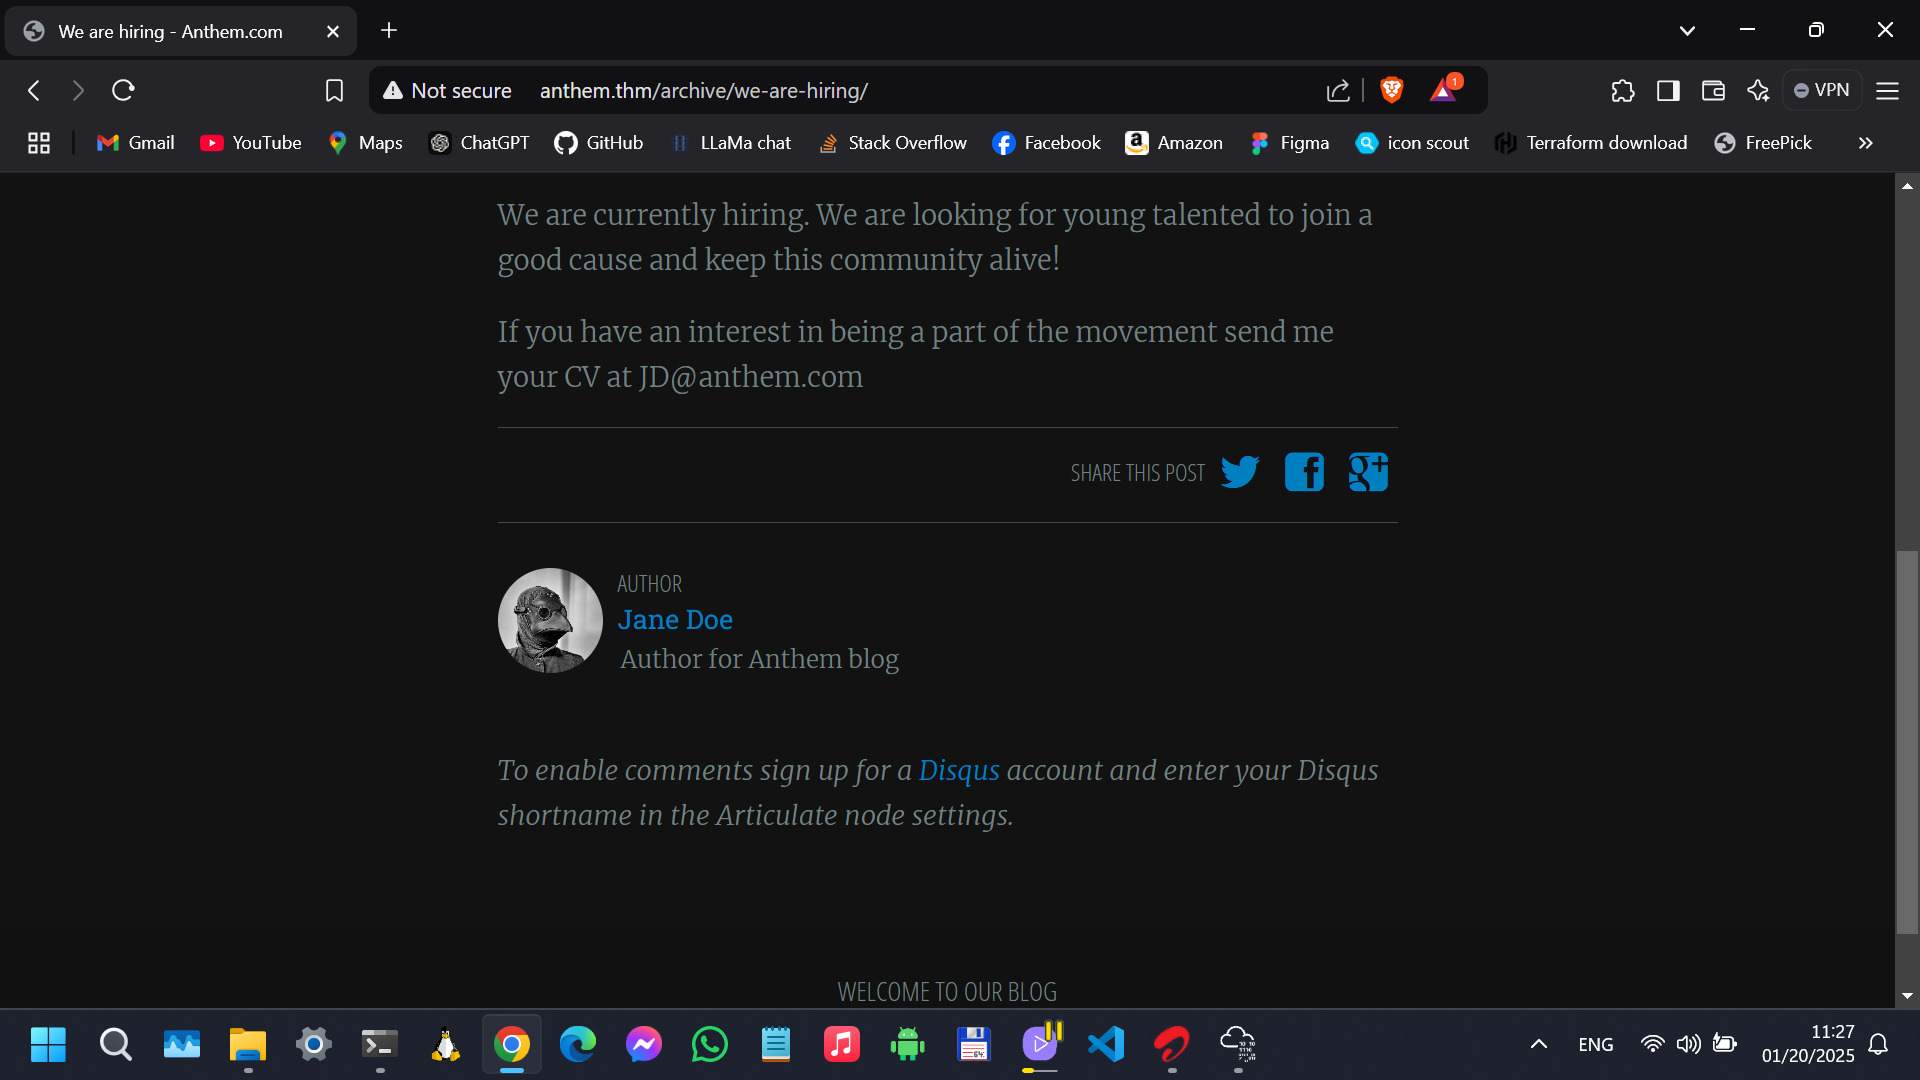 We are hiring - Anthem.com
Not secure anthem.thm/archive/we-are-hiring/
1
VPN
Gmail YouTube Maps ChatGPT GitHub LLaMa chat Stack Overflow Facebook Amazon Figma icon scout Terraform download FreePick
We are currently hiring. We are looking for young talented to join a
good cause and keep this community alive!
If you have an interest in being a part of the movement send me
your CV at JD@anthem.com
SHARE THIS POST
AUTHOR
Jane Doe
Author for Anthem blog
To enable comments sign up for a Disqus account and enter your Disqus
shortname in the Articulate node settings.
WELCOME TO OUR BLOG
ENG
11:27
01/20/2025